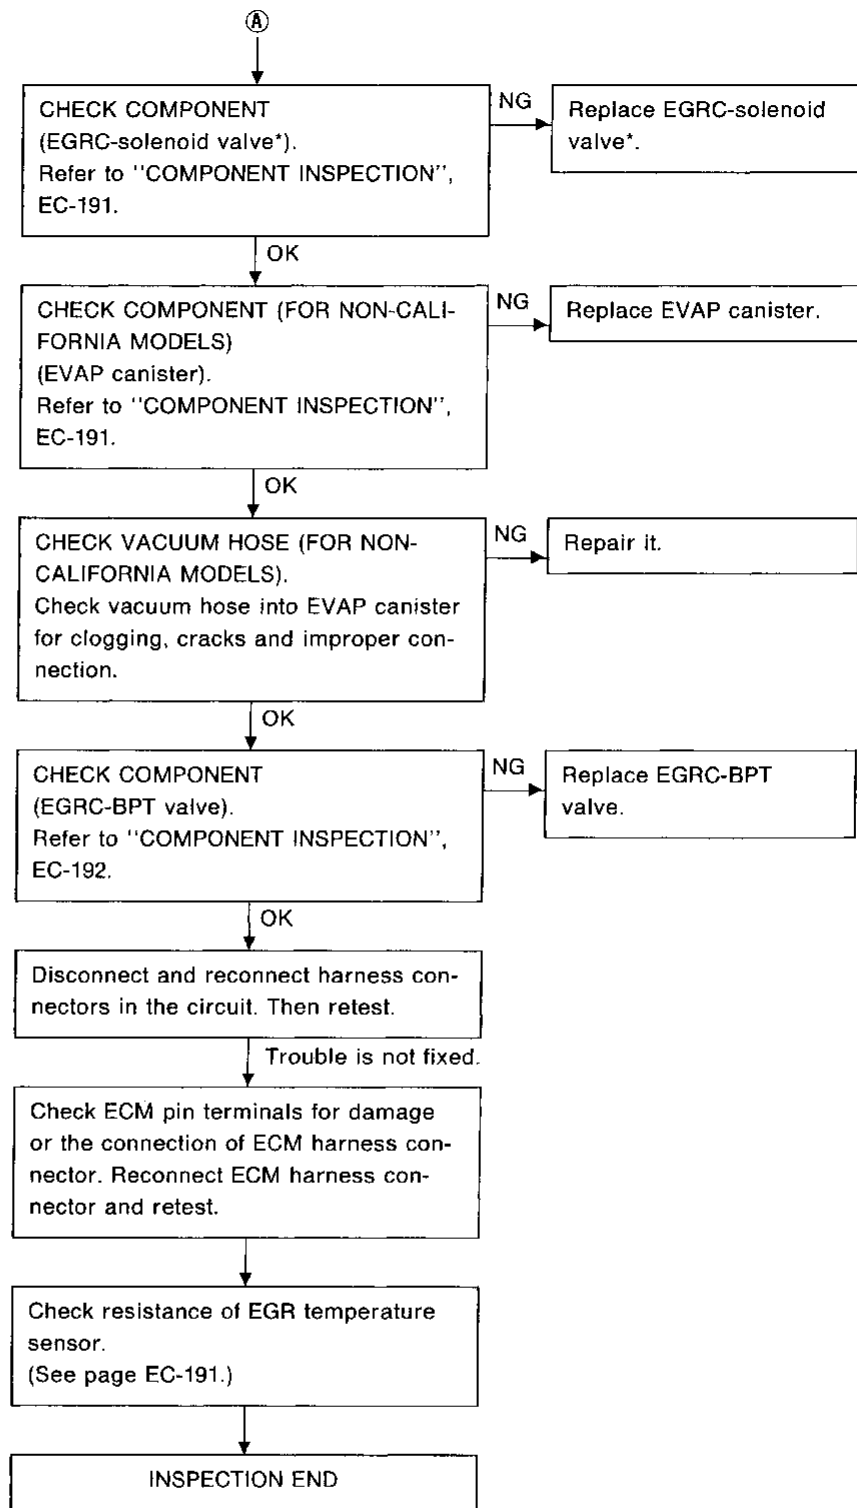 A
CHECK COMPONENT
(EGRC-solenoid valve*).
Refer to "COMPONENT INSPECTION",
EC-191.
NG
Replace EGRC-solenoid
valve*.
OK
CHECK COMPONENT (FOR NON-CALI-
FORNIA MODELS)
(EVAP canister).
Refer to "COMPONENT INSPECTION",
EC-191.
NG
Replace EVAP canister.
OK
CHECK VACUUM HOSE (FOR NON-
CALIFORNIA MODELS).
Check vacuum hose into EVAP canister
for clogging, cracks and improper con-
nection.
NG
Repair it.
OK
CHECK COMPONENT
(EGRC-BPT valve).
Refer to "COMPONENT INSPECTION",
EC-192.
NG
Replace EGRC-BPT
valve.
OK
Disconnect and reconnect harness con-
nectors in the circuit. Then retest.
Trouble is not fixed.
Check ECM pin terminals for damage
or the connection of ECM harness con-
nector. Reconnect ECM harness con-
nector and retest.
Check resistance of EGR temperature
sensor.
(See page EC-191.)
INSPECTION END